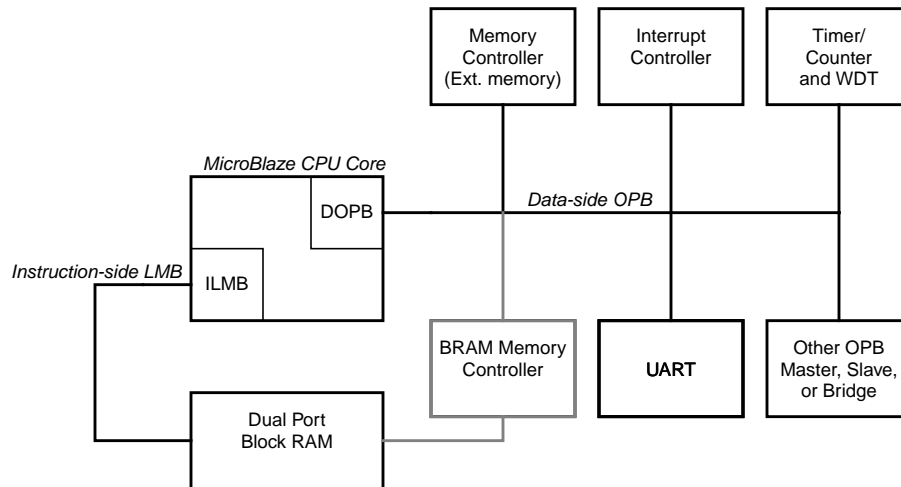 Memory
Controller
(Ext. memory)
Interrupt
Controller
Timer/
Counter
and WDT
MicroBlaze CPU Core
DOPB
Data-side OPB
Instruction-side LMB
ILMB
BRAM Memory
Controller
UART
Other OPB
Master, Slave,
or Bridge
Dual Port
Block RAM